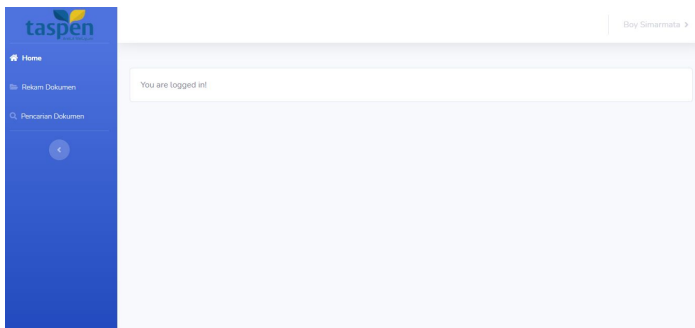 taspen
Boy Simarmata
Home
Rekam Dokumen
You are logged in!
Pencarian Dokumen